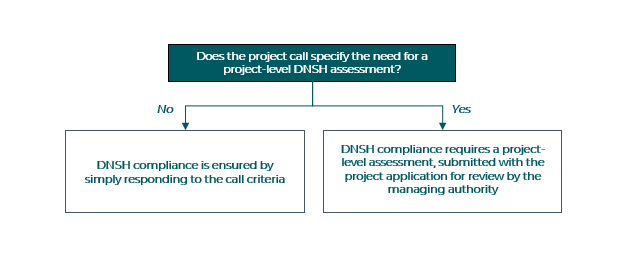 Does the project call specify the need for a
project-level DNSH assessment?
No
Yes
DNSH compliance is ensured by
simply responding to the call criteria
DNSH compliance requires a project-
level assessment, submitted with the
project application for review by the
managing authority